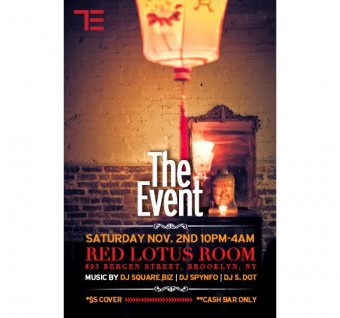 TE
The
Event
SATURDAY NOV. 2ND 10PM-4AM
RED LOTUS ROOM
893 BERGEN STREET, BROOKLYN, NY
MUSIC BY DJ SQUARE.BIZ | DJ SPYNFO | DJ S. DOT
*$5 COVER »»»»»»»»»»» **CASH BAR ONLY